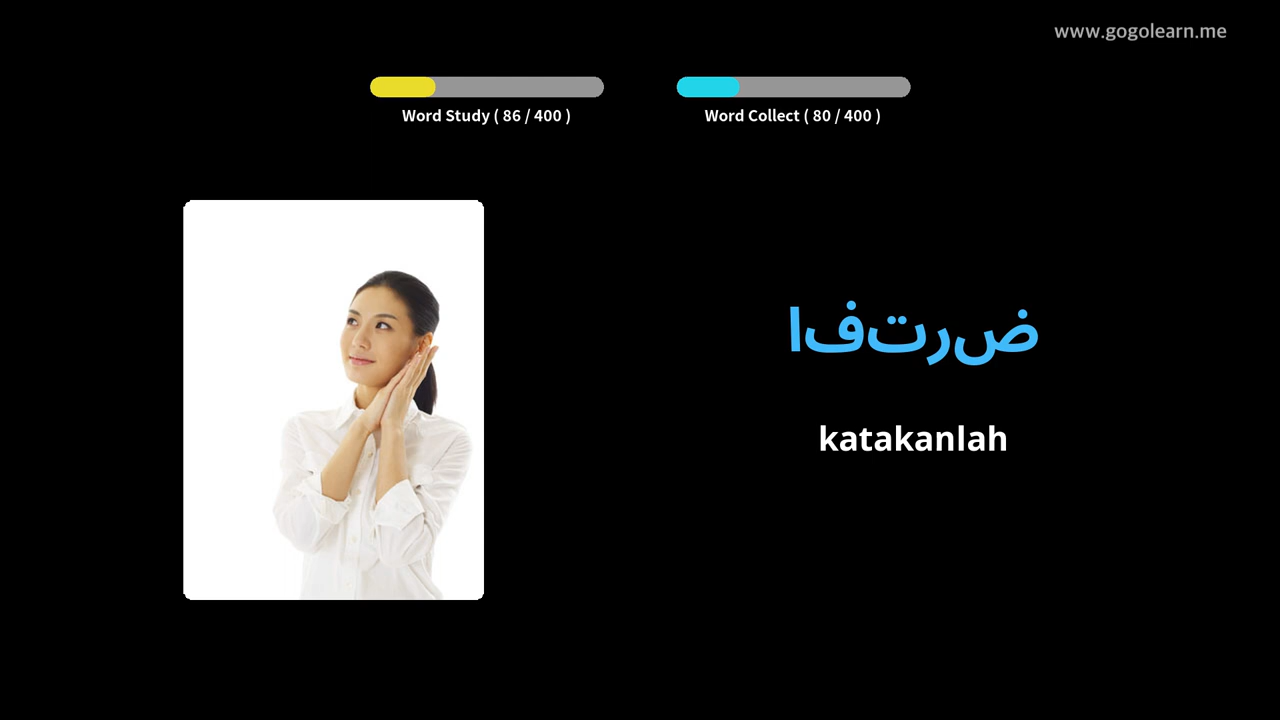 www.gogolearn.me
Word Study ( 86 / 400 )
Word Collect ( 80 / 400 )
افترض
katakanlah